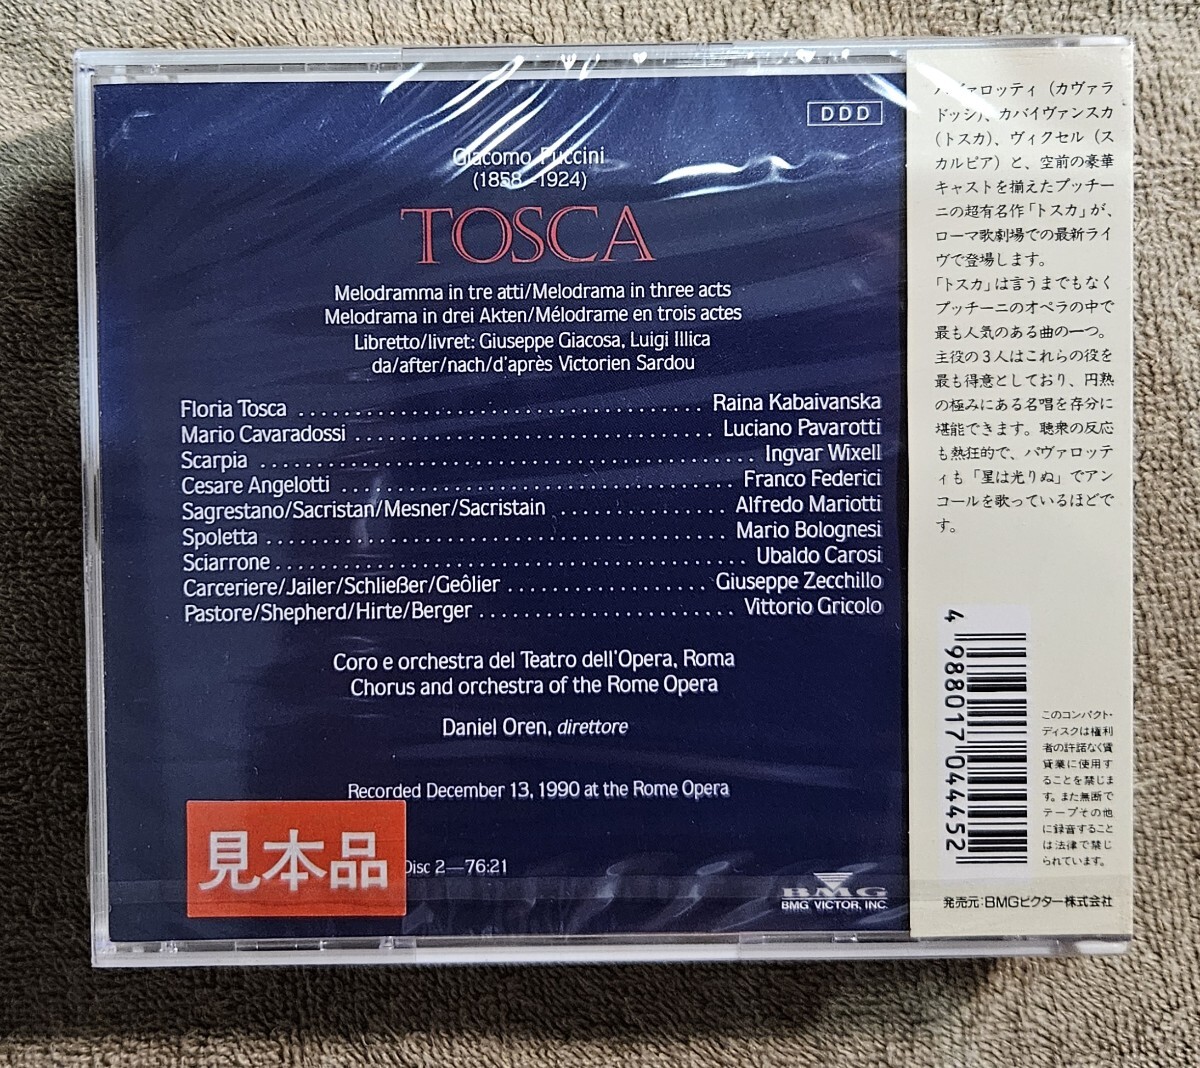 DDD
Giacomo Puccini
(1858–1924)
TOSCA
Melodramma in tre atti/Melodrama in three acts
Melodrama in drei Akten/Mélodrame en trois actes
Libretto/livret: Giuseppe Giacosa, Luigi Illica
da/after/nach/d'après Victorien Sardou
Floria Tosca ........ Raina Kabaivanska
Mario Cavaradossi ........ Luciano Pavarotti
Scarpia ........ Ingvar Wixell
Cesare Angelotti ........ Franco Federici
Sagrestano/Sacristan/Mesner/Sacristain ........ Alfredo Mariotti
Spoletta ........ Mario Bolognesi
Sciarrone ........ Ubaldo Carosi
Carceriere/Jailer/Schließer/Geôlier ........ Giuseppe Zecchillo
Pastore/Shepherd/Hirte/Berger ........ Vittorio Gricolo
Coro e orchestra del Teatro dell'Opera, Roma
Chorus and orchestra of the Rome Opera
Daniel Oren, direttore
Recorded December 13, 1990 at the Rome Opera
見本品
Disc 2—76:21
BMG
BMG VICTOR, INC.
パヴァロッティ（カヴァラ
ドッシ）、カバイヴァンスカ
（トスカ）、ヴィクセル（ス
カルピア）と、空前の豪華
キャストを揃えたプッチー
ニの超有名作「トスカ」が、
ローマ歌劇場での最新ライ
ヴで登場します。
「トスカ」は言うまでもなく
プッチーニのオペラの中で
最も人気のある曲の一つ。
主役の3人はこれらの役を
最も得意としており、円熟
の極みにある名唱を存分に
堪能できます。聴衆の反応
も熱狂的で、パヴァロッテ
ィも「星は光りぬ」でアン
コールを歌っているほどで
す。
4 988017 044452
このコンパクト・
ディスクは権利
者の許諾なく賃
貸業に使用す
ることを禁じま
す。また無断で
テープその他
に録音すること
は法律で禁じ
られています。
発売元:BMGビクター株式会社